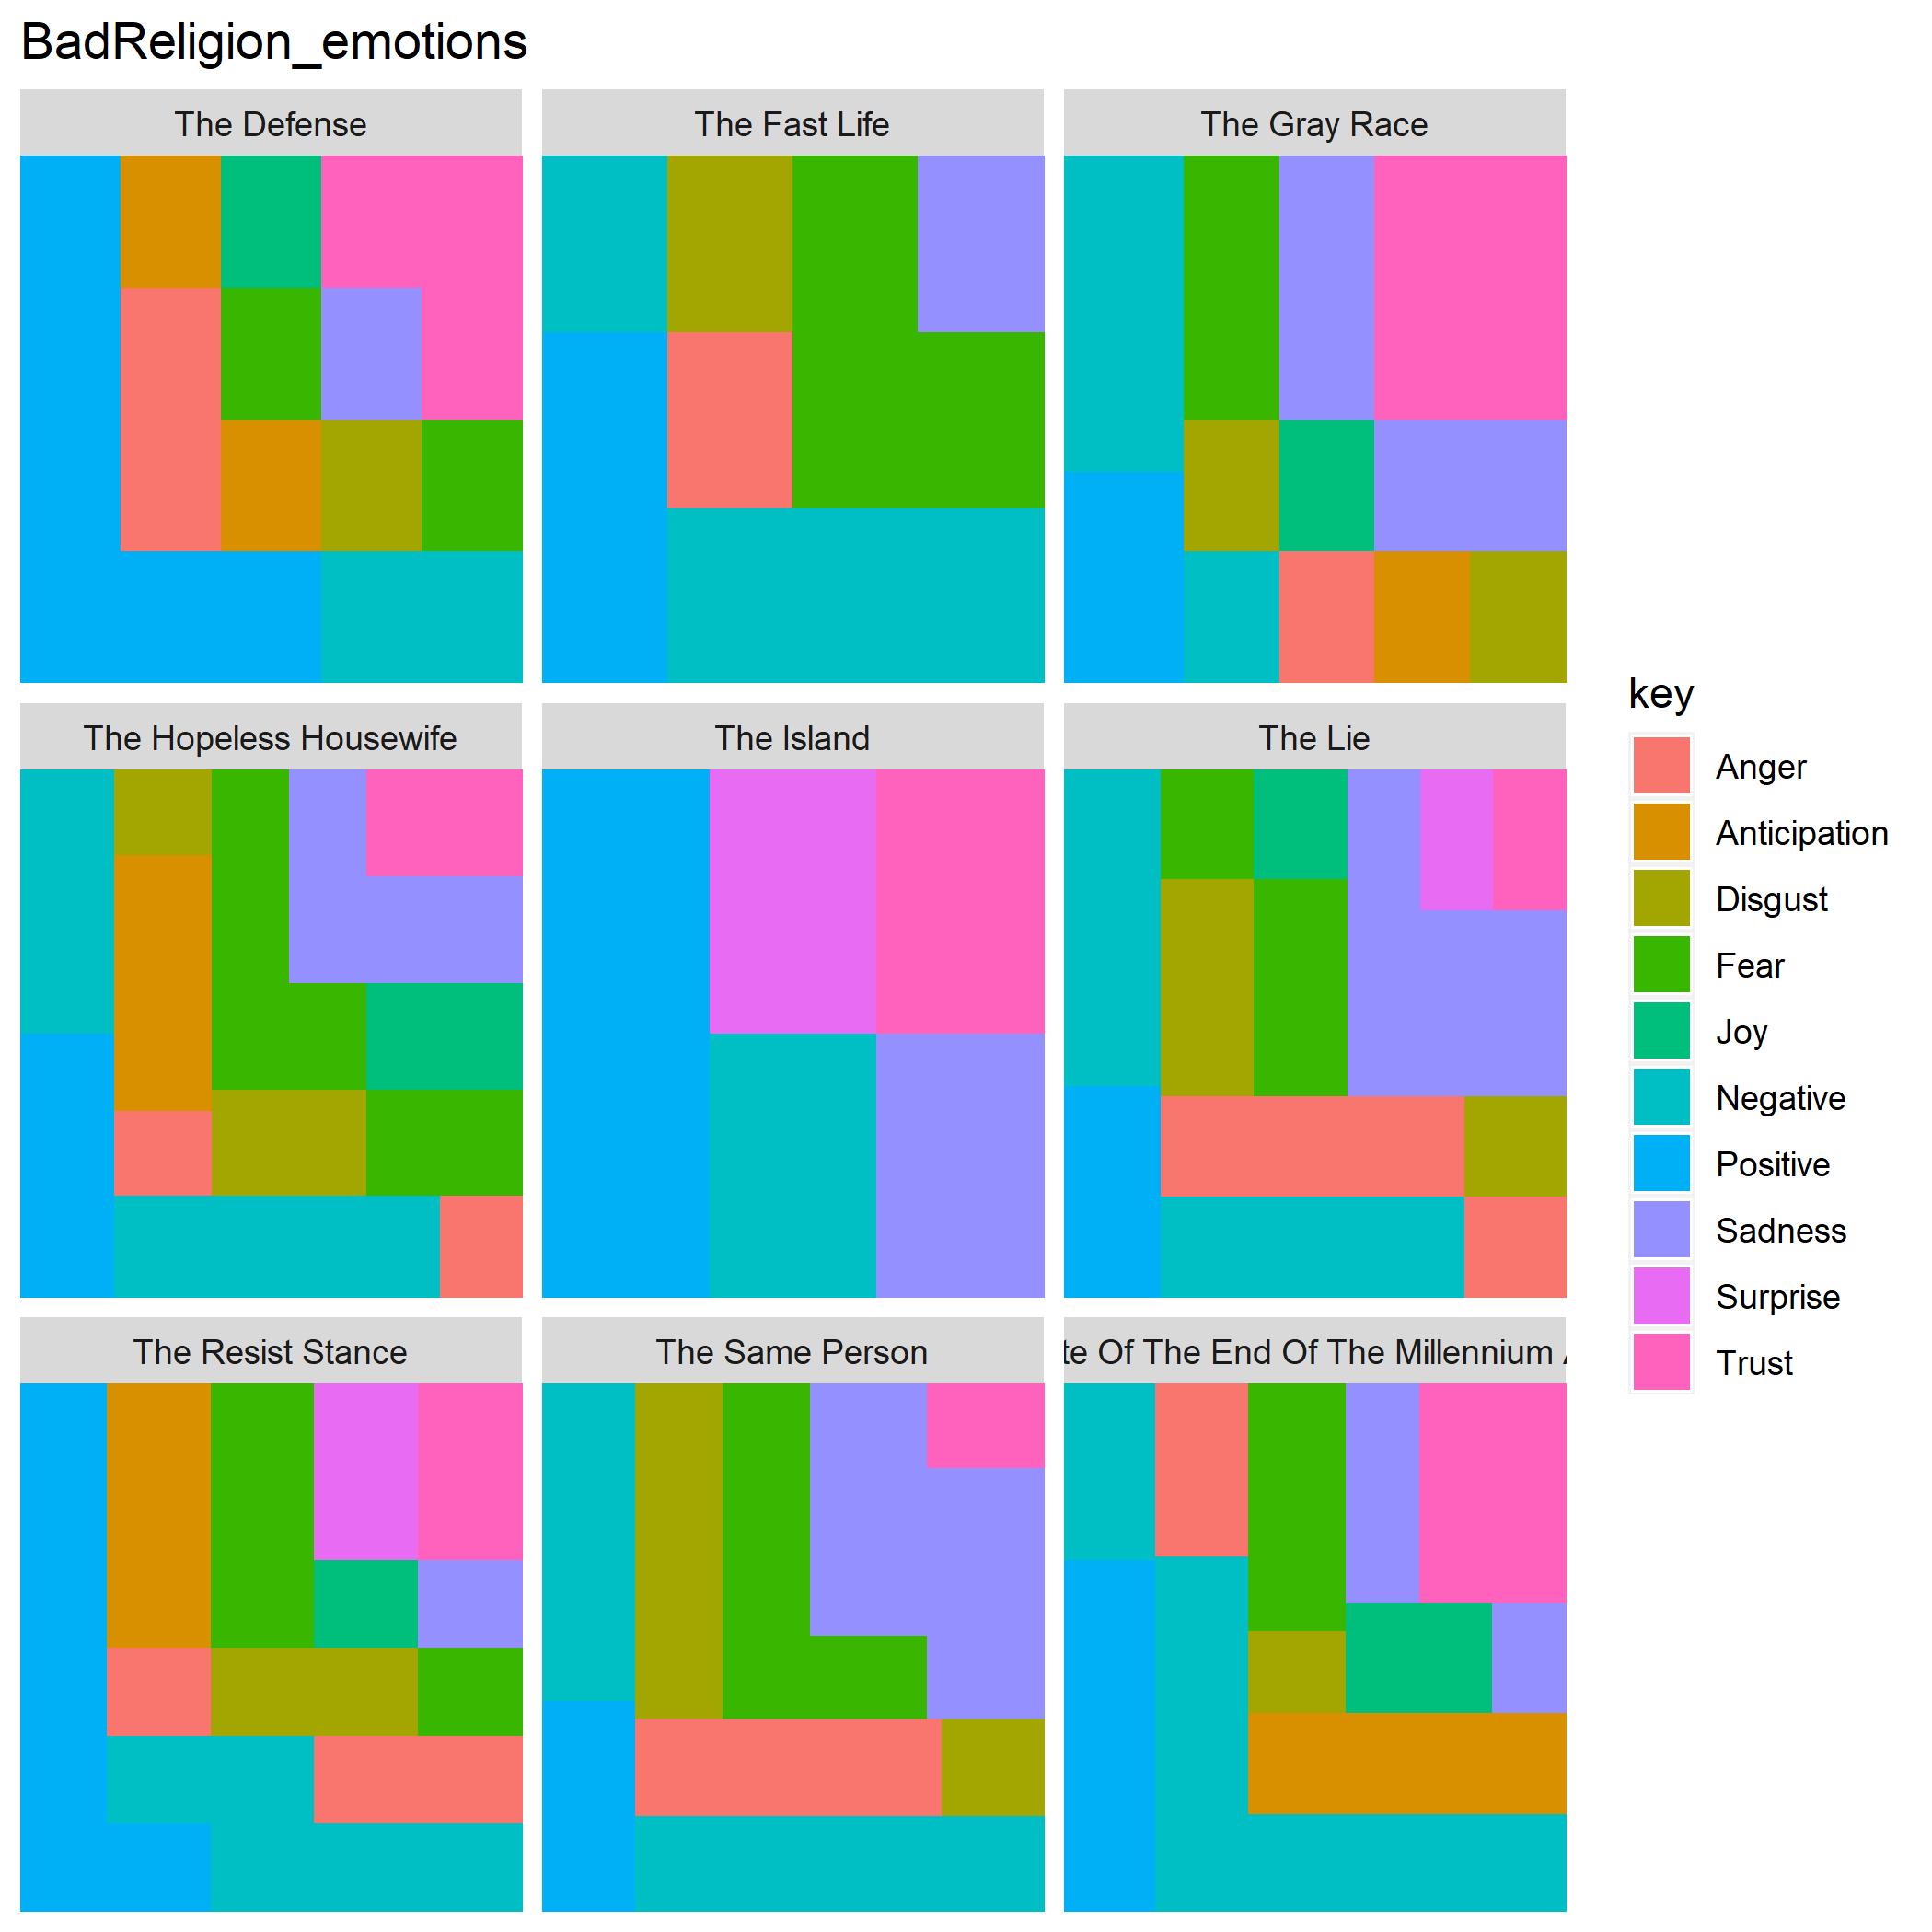 BadReligion_emotions
The Defense
The Fast Life
The Gray Race
The Hopeless Housewife
The Island
The Lie
The Resist Stance
The Same Person
te Of The End Of The Millennium
key
Anger
Anticipation
Disgust
Fear
Joy
Negative
Positive
Sadness
Surprise
Trust